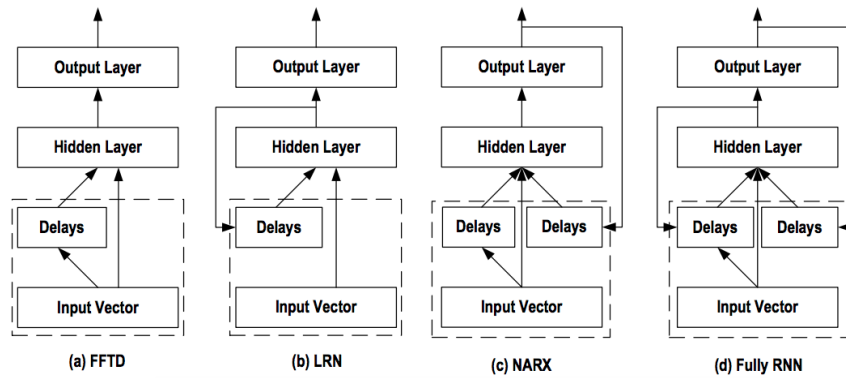 Output Layer
Hidden Layer
Delays
Input Vector
(a) FFTD
Output Layer
Hidden Layer
Delays
Input Vector
(b) LRN
Output Layer
Hidden Layer
Delays Delays
Input Vector
(c) NARX
Output Layer
Hidden Layer
Delays Delays
Input Vector
(d) Fully RNN